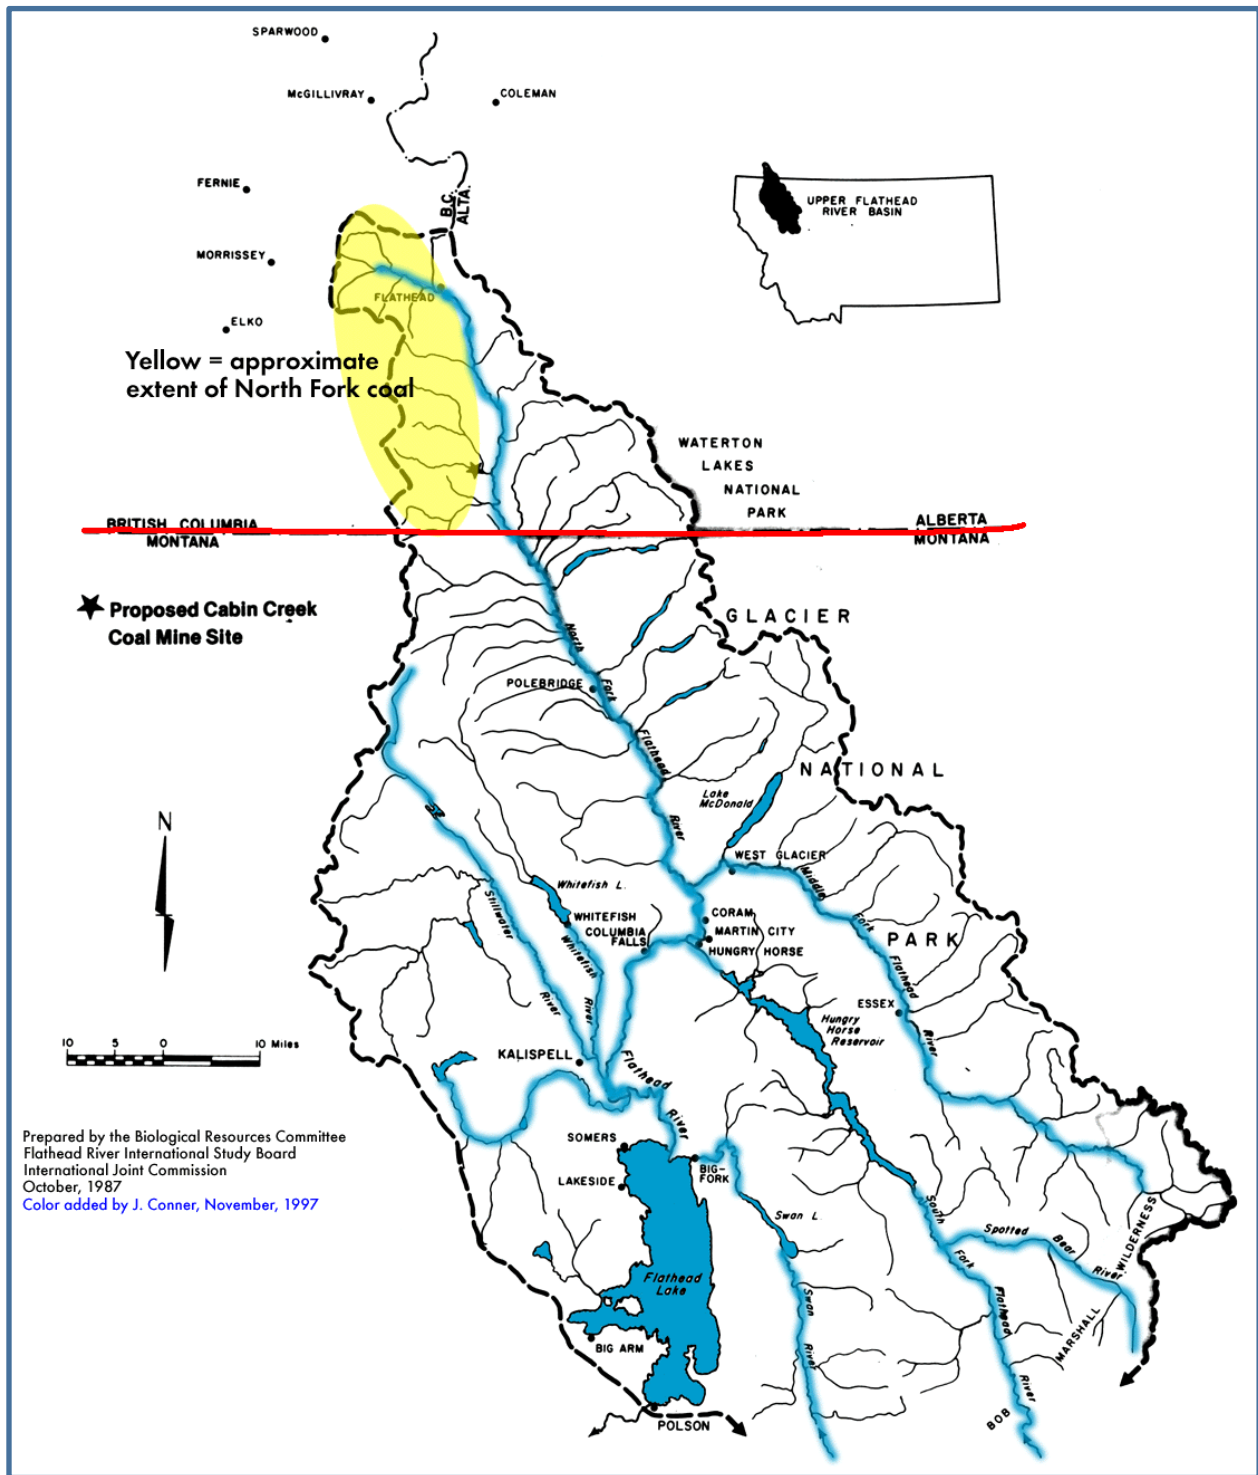 SPARWOOD
McGILLIVRAY
COLEMAN
FERNIE
B.C.
ALTA.
UPPER FLATHEAD
RIVER BASIN
MORRISSEY
FLATHEAD
ELKO
Yellow = approximate
extent of North Fork coal
WATERTON
LAKES
NATIONAL
PARK
BRITISH COLUMBIA
MONTANA
ALBERTA
MONTANA
Proposed Cabin Creek
Coal Mine Site
GLACIER
North
Fork
Flathead
River
POLEBRIDGE
NATIONAL
Lake
McDonald
N
WEST GLACIER
Middle
Fork
Flathead
River
Whitefish L.
WHITEFISH
COLUMBIA
FALLS
CORAM
MARTIN CITY
HUNGRY HORSE
PARK
Stillwater
River
Whitefish
River
ESSEX
Hungry
Horse
Reservoir
10 5 0 10 Miles
KALISPELL
Flathead
River
Prepared by the Biological Resources Committee
Flathead River International Study Board
International Joint Commission
October, 1987
Color added by J. Conner, November, 1997
SOMERS
LAKESIDE
BIG-
FORK
Swan L.
South
Fork
Flathead
River
Spotted
Bear
River
WILDERNESS
MARSHALL
BOB
Flathead
Lake
Swan
River
BIG ARM
POLSON